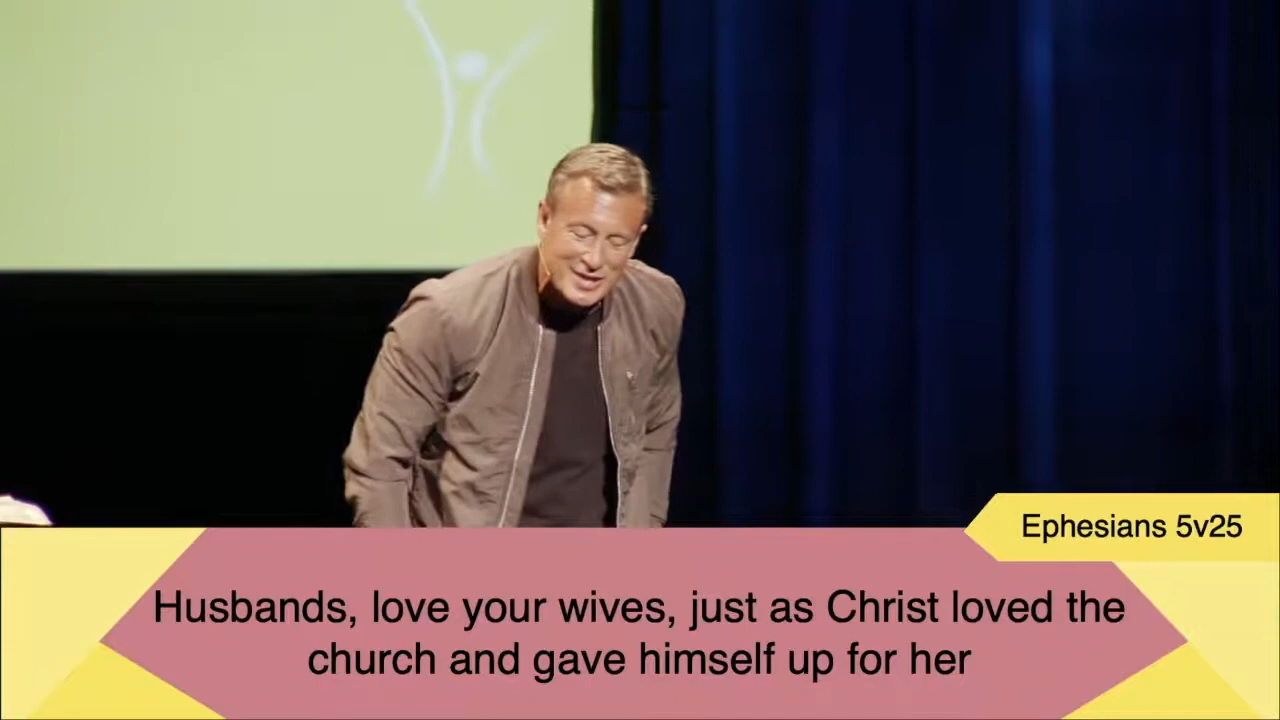 Ephesians 5v25
Husbands, love your wives, just as Christ loved the
church and gave himself up for her